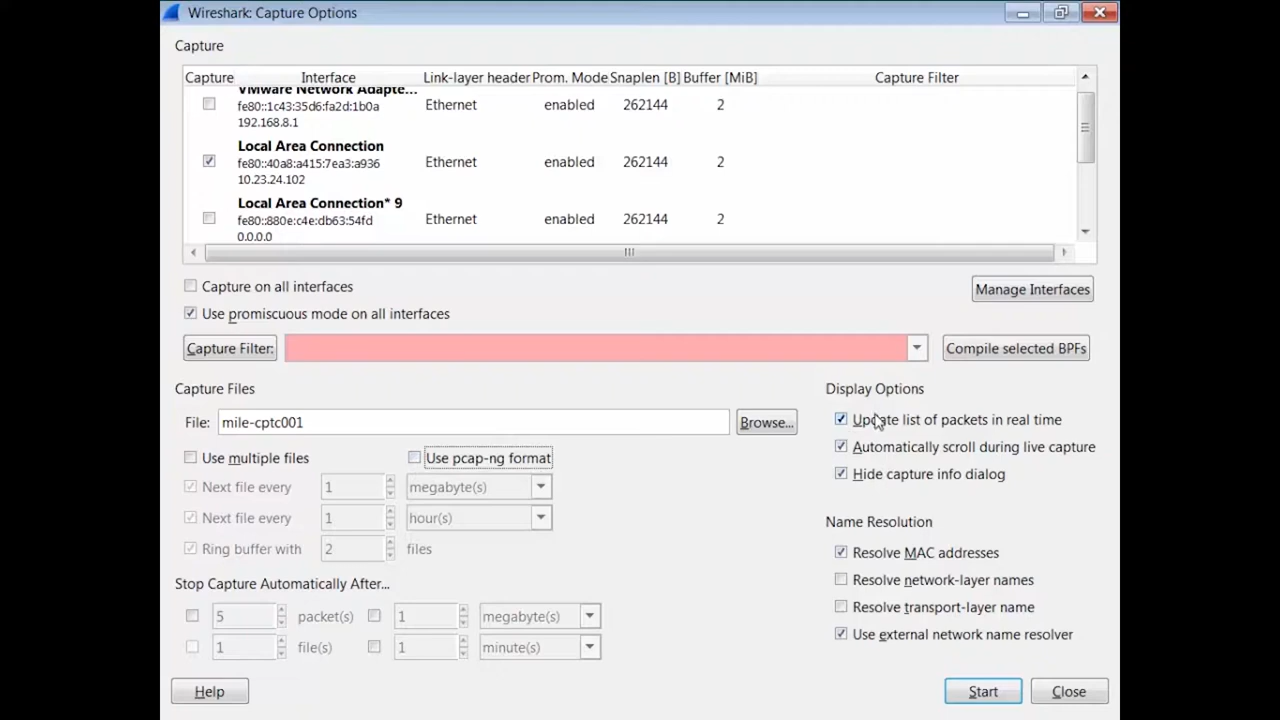 Wireshark: Capture Options
Capture
Capture Interface Link-layer header Prom. Mode Snaplen [B] Buffer [MiB] Capture Filter
VMware Network Adapte...
fe80::1c43:35d6:fa2d:1b0a
192.168.8.1
Ethernet enabled 262144 2
Local Area Connection
fe80::40a8:a415:7ea3:a936
10.23.24.102
Ethernet enabled 262144 2
Local Area Connection* 9
fe80::880e:c4e:db63:54fd
0.0.0.0
Ethernet enabled 262144 2
Capture on all interfaces
Manage Interfaces
Use promiscuous mode on all interfaces
Capture Filter:
Compile selected BPFs
Capture Files
File: mile-cptc001 Browse...
Use multiple files Use pcap-ng format
Next file every 1 megabyte(s)
Next file every 1 hour(s)
Ring buffer with 2 files
Stop Capture Automatically After...
5 packet(s) 1 megabyte(s)
1 file(s) 1 minute(s)
Display Options
Update list of packets in real time
Automatically scroll during live capture
Hide capture info dialog
Name Resolution
Resolve MAC addresses
Resolve network-layer names
Resolve transport-layer name
Use external network name resolver
Help Start Close